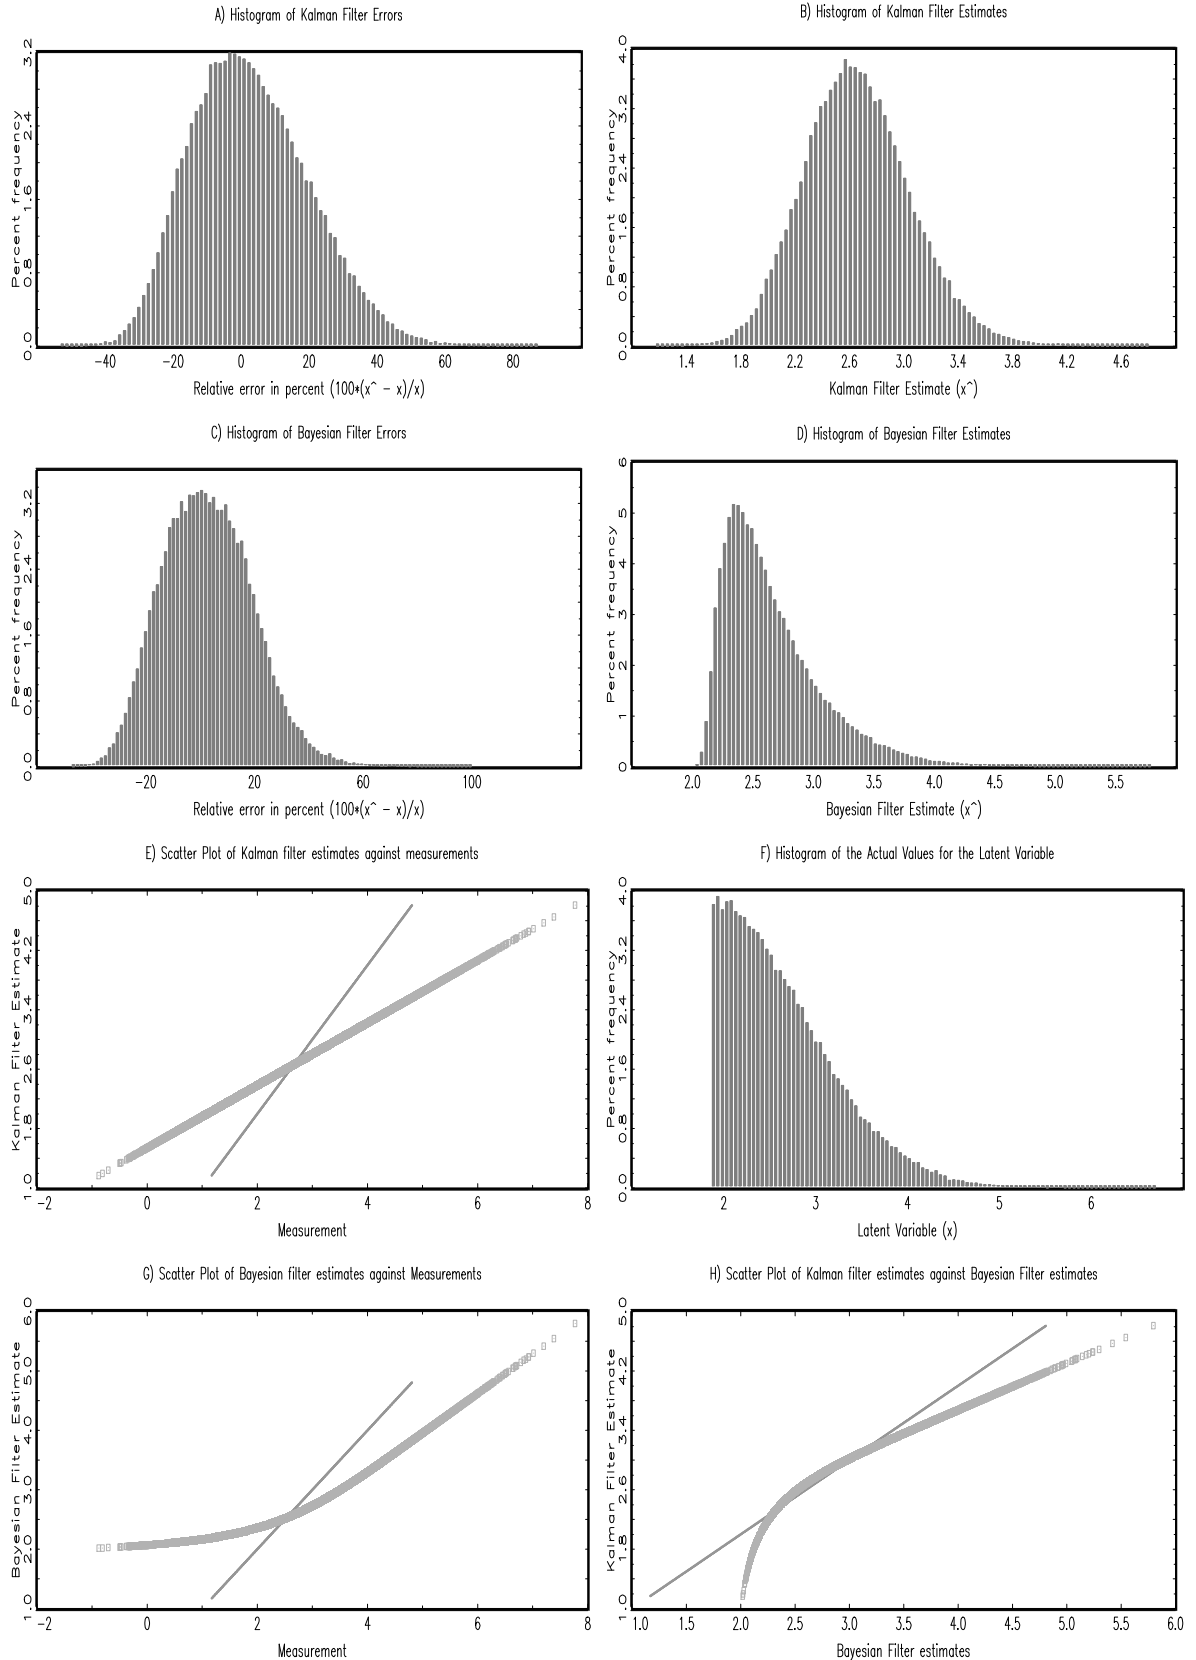 A) Histogram of Kalman Filter Errors
Percent frequency
0.0 0.8 1.6 2.4 3.2
-40 -20 0 20 40 60 80
Relative error in percent (100*(x^ - x)/x)
B) Histogram of Kalman Filter Estimates
Percent frequency
0.0 0.8 1.6 2.4 3.2 4.0
1.4 1.8 2.2 2.6 3.0 3.4 3.8 4.2 4.6
Kalman Filter Estimate (x^)
C) Histogram of Bayesian Filter Errors
Percent frequency
0.0 0.8 1.6 2.4 3.2
-20 20 60 100
Relative error in percent (100*(x^ - x)/x)
D) Histogram of Bayesian Filter Estimates
Percent frequency
0 1 2 3 4 5 6
2.0 2.5 3.0 3.5 4.0 4.5 5.0 5.5
Bayesian Filter Estimate (x^)
E) Scatter Plot of Kalman filter estimates against measurements
Kalman Filter Estimate
1.0 1.8 2.6 3.4 4.2 5.0
-2 0 2 4 6 8
Measurement
F) Histogram of the Actual Values for the Latent Variable
Percent frequency
0.0 0.8 1.6 2.4 3.2 4.0
2 3 4 5 6
Latent Variable (x)
G) Scatter Plot of Bayesian filter estimates against Measurements
Bayesian Filter Estimate
1.0 2.0 3.0 4.0 5.0 6.0
-2 0 2 4 6 8
Measurement
H) Scatter Plot of Kalman filter estimates against Bayesian Filter estimates
Kalman Filter Estimate
1.0 1.8 2.6 3.4 4.2 5.0
1.0 1.5 2.0 2.5 3.0 3.5 4.0 4.5 5.0 5.5 6.0
Bayesian Filter estimates